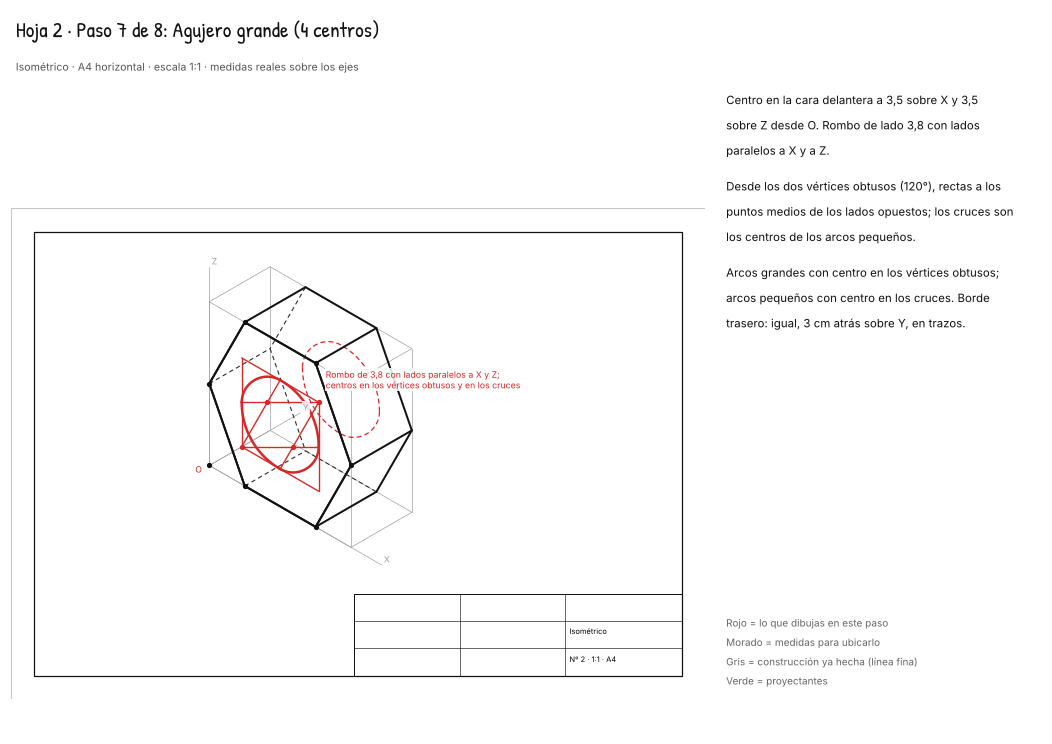 Hoja 2 · Paso 7 de 8: Agujero grande (4 centros)
Isométrico · A4 horizontal · escala 1:1 · medidas reales sobre los ejes
Centro en la cara delantera a 3,5 sobre X y 3,5
sobre Z desde O. Rombo de lado 3,8 con lados
paralelos a X y a Z.
Desde los dos vértices obtusos (120°), rectas a los
puntos medios de los lados opuestos; los cruces son
los centros de los arcos pequeños.
Arcos grandes con centro en los vértices obtusos;
arcos pequeños con centro en los cruces. Borde
trasero: igual, 3 cm atrás sobre Y, en trazos.
Z
Rombo de 3,8 con lados paralelos a X y Z;
centros en los vértices obtusos y en los cruces
Y
O
X
Isométrico
Nº 2 · 1:1 · A4
Rojo = lo que dibujas en este paso
Morado = medidas para ubicarlo
Gris = construcción ya hecha (línea fina)
Verde = proyectantes